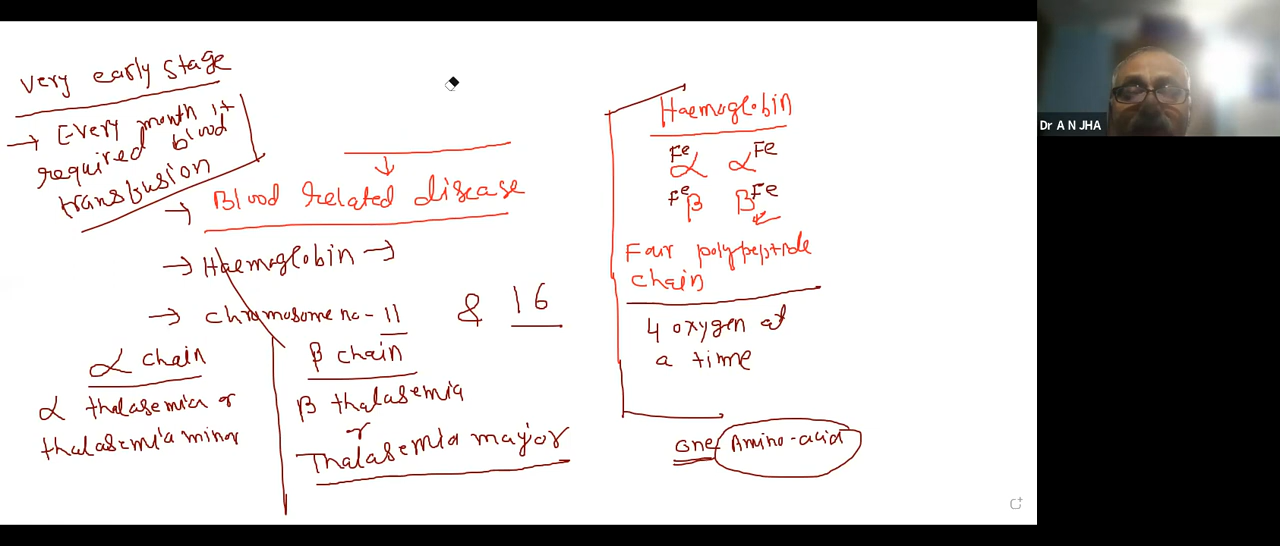 very early stage
→ Every month it
required blood
transfusion
↓
→ Blood related disease
→ Haemoglobin →
→ chromosome no - 11 & 16
α chain
α thalasemia or
thalasemia minor
β chain
β thalasemia
or
Thalasemia major
Haemoglobin
Fe α α Fe
Fe β β Fe
Four polypeptide
chain
4 oxygen at
a time
one Amino-acid
Dr A N JHA